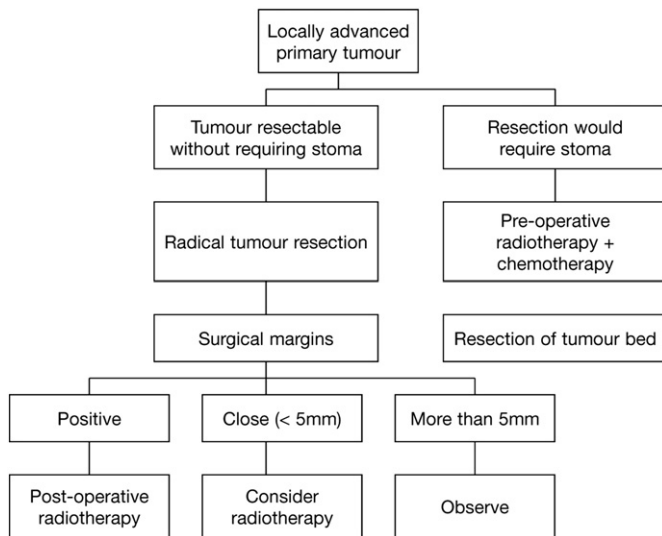 Locally advanced
primary tumour
Tumour resectable
without requiring stoma
Resection would
require stoma
Radical tumour resection
Pre-operative
radiotherapy +
chemotherapy
Surgical margins
Resection of tumour bed
Positive
Close (< 5mm)
More than 5mm
Post-operative
radiotherapy
Consider
radiotherapy
Observe